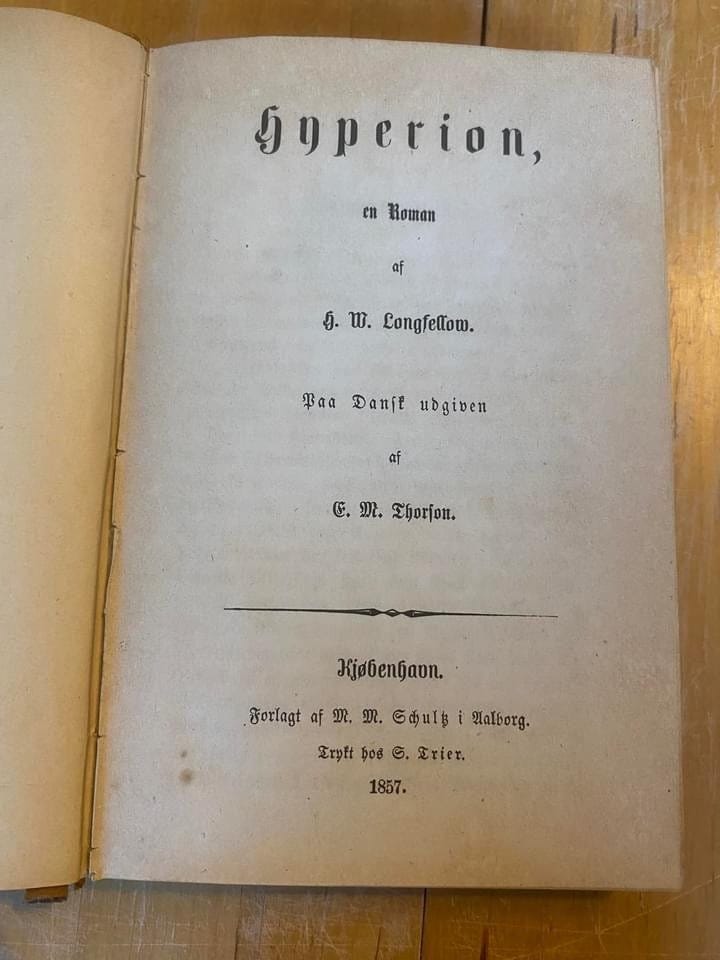 Hyperion,
en Roman
af
H. W. Longfellow.
Paa Dansk udgiven
af
E. M. Thorson.
Kjøbenhavn.
Forlagt af M. M. Schultz i Aalborg.
Trykt hos S. Trier.
1857.